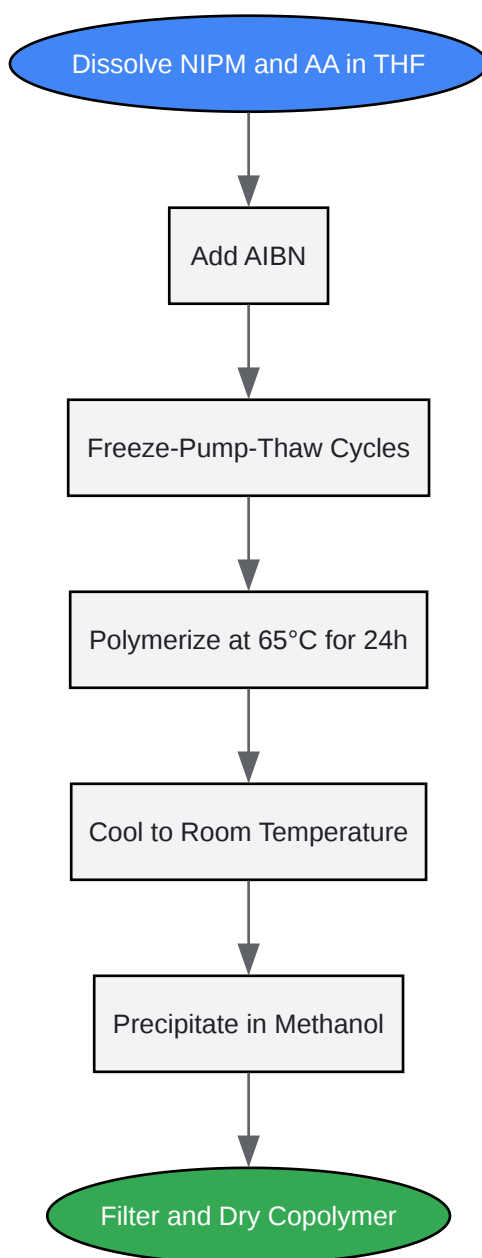 Dissolve NIPM and AA in THF
Add AIBN
Freeze-Pump-Thaw Cycles
Polymerize at 65°C for 24h
Cool to Room Temperature
Precipitate in Methanol
Filter and Dry Copolymer